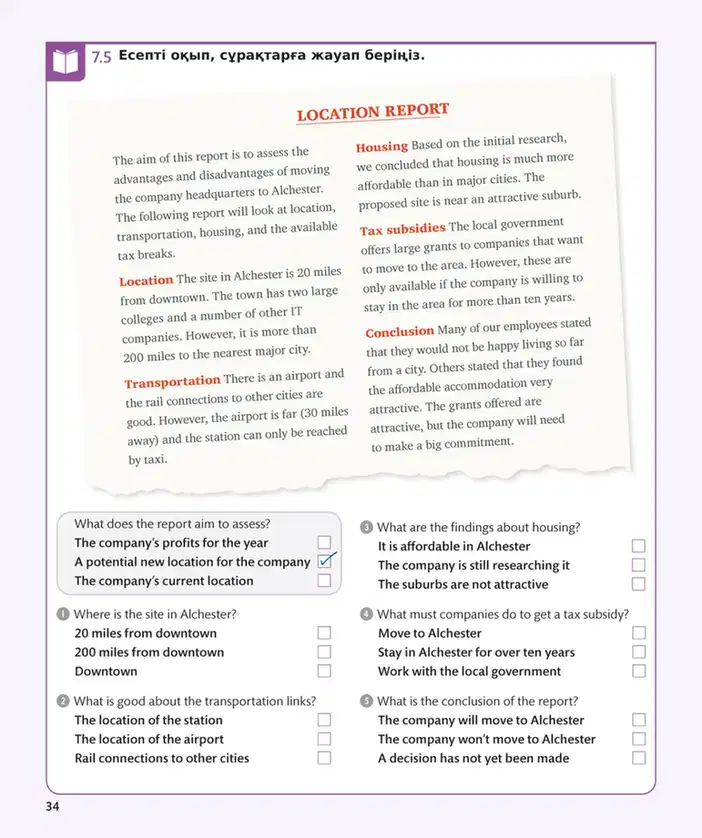 7.5 Есепті оқып, сұрақтарға жауап беріңіз.
LOCATION REPORT
The aim of this report is to assess the
advantages and disadvantages of moving
the company headquarters to Alchester.
The following report will look at location,
transportation, housing, and the available
tax breaks.
Location The site in Alchester is 20 miles
from downtown. The town has two large
colleges and a number of other IT
companies. However, it is more than
200 miles to the nearest major city.
Transportation There is an airport and
the rail connections to other cities are
good. However, the airport is far (30 miles
away) and the station can only be reached
by taxi.
Housing Based on the initial research,
we concluded that housing is much more
affordable than in major cities. The
proposed site is near an attractive suburb.
Tax subsidies The local government
offers large grants to companies that want
to move to the area. However, these are
only available if the company is willing to
stay in the area for more than ten years.
Conclusion Many of our employees stated
that they would not be happy living so far
from a city. Others stated that they found
the affordable accommodation very
attractive. The grants offered are
attractive, but the company will need
to make a big commitment.
What does the report aim to assess?
The company's profits for the year
A potential new location for the company
The company's current location
1 Where is the site in Alchester?
20 miles from downtown
200 miles from downtown
Downtown
2 What is good about the transportation links?
The location of the station
The location of the airport
Rail connections to other cities
3 What are the findings about housing?
It is affordable in Alchester
The company is still researching it
The suburbs are not attractive
4 What must companies do to get a tax subsidy?
Move to Alchester
Stay in Alchester for over ten years
Work with the local government
5 What is the conclusion of the report?
The company will move to Alchester
The company won't move to Alchester
A decision has not yet been made
34